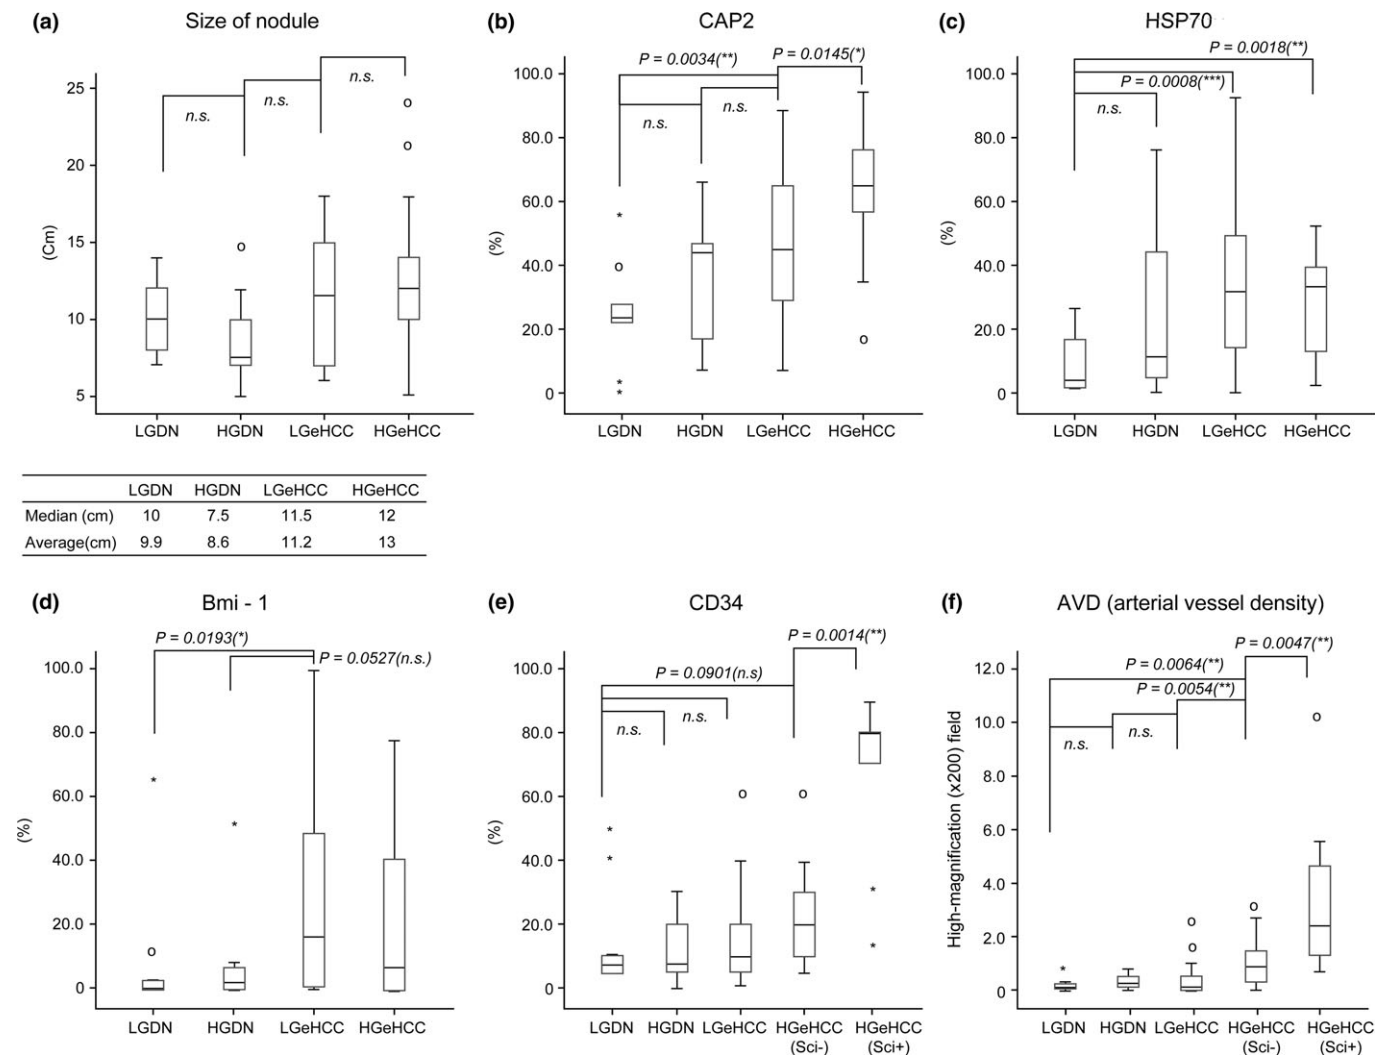 (a) Size of nodule
n.s.
n.s.
n.s.
25
20
15
10
5
(Cm)
LGDN HGDN LGeHCC HGeHCC
(b) CAP2
P = 0.0034(**)
P = 0.0145(*)
n.s.
n.s.
100.0
80.0
60.0
40.0
20.0
0
(%)
LGDN HGDN LGeHCC HGeHCC
(c) HSP70
P = 0.0018(**)
P = 0.0008(***)
n.s.
100.0
80.0
60.0
40.0
20.0
0
(%)
LGDN HGDN LGeHCC HGeHCC
LGDN HGDN LGeHCC HGeHCC
Median (cm) 10 7.5 11.5 12
Average(cm) 9.9 8.6 11.2 13
(d) Bmi - 1
P = 0.0193(*)
P = 0.0527(n.s.)
100.0
80.0
60.0
40.0
20.0
0
(%)
LGDN HGDN LGeHCC HGeHCC
(e) CD34
P = 0.0014(**)
P = 0.0901(n.s)
n.s.
n.s.
100.0
80.0
60.0
40.0
20.0
0
(%)
LGDN HGDN LGeHCC HGeHCC HGeHCC
(Sci-) (Sci+)
(f) AVD (arterial vessel density)
P = 0.0047(**)
P = 0.0064(**)
P = 0.0054(**)
n.s.
n.s.
12.0
10.0
8.0
6.0
4.0
2.0
0
High-magnification (x200) field
LGDN HGDN LGeHCC HGeHCC HGeHCC
(Sci-) (Sci+)